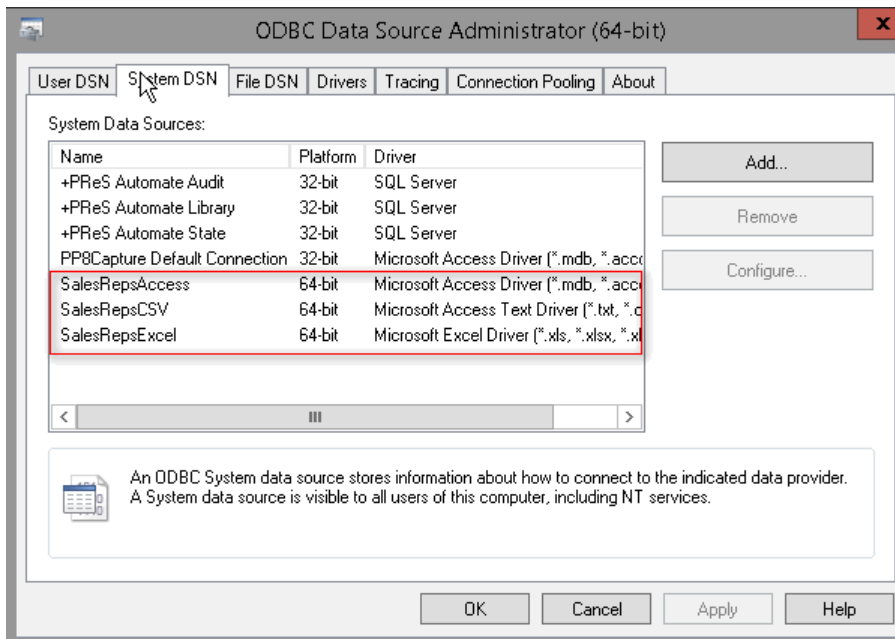 ODBC Data Source Administrator (64-bit)
x
User DSN System DSN File DSN Drivers Tracing Connection Pooling About
System Data Sources:
Name Platform Driver
+PReS Automate Audit 32-bit SQL Server
+PReS Automate Library 32-bit SQL Server
+PReS Automate State 32-bit SQL Server
PP8Capture Default Connection 32-bit Microsoft Access Driver (*.mdb, *.acc
SalesRepsAccess 64-bit Microsoft Access Driver (*.mdb, *.acc
SalesRepsCSV 64-bit Microsoft Access Text Driver (*.txt, *.c
SalesRepsExcel 64-bit Microsoft Excel Driver (*.xls, *.xlsx, *.xl
Add...
Remove
Configure...
An ODBC System data source stores information about how to connect to the indicated data provider.
A System data source is visible to all users of this computer, including NT services.
OK Cancel Apply Help